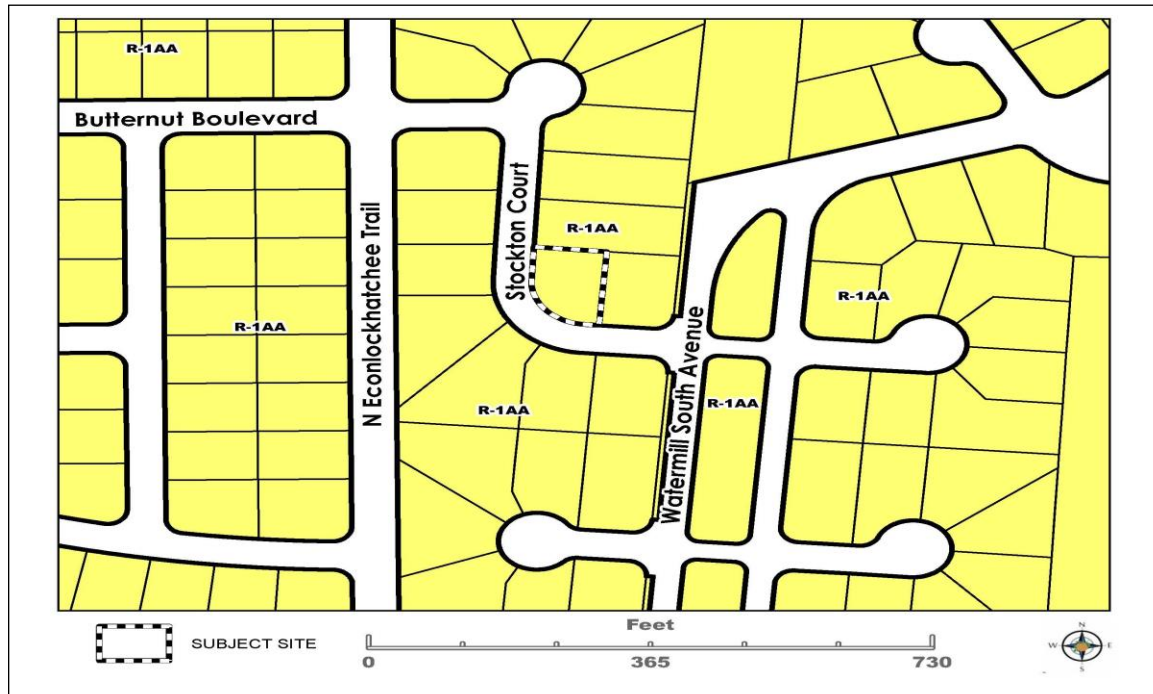 R-1AA
Butternut Boulevard
Stockton Court
N Econlockhatchee Trail
R-1AA
R-1AA
R-1AA
R-1AA
R-1AA
Watermill South Avenue
SUBJECT SITE
Feet
0 365 730
N
W E
S